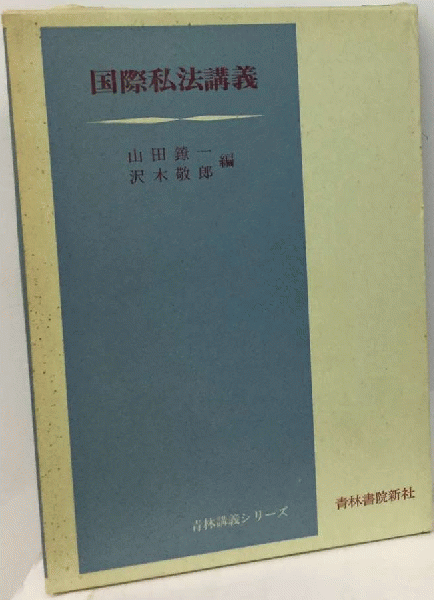 国際私法講義
山田鐐一
沢木敬郎
編
青林講義シリーズ
青林書院新社